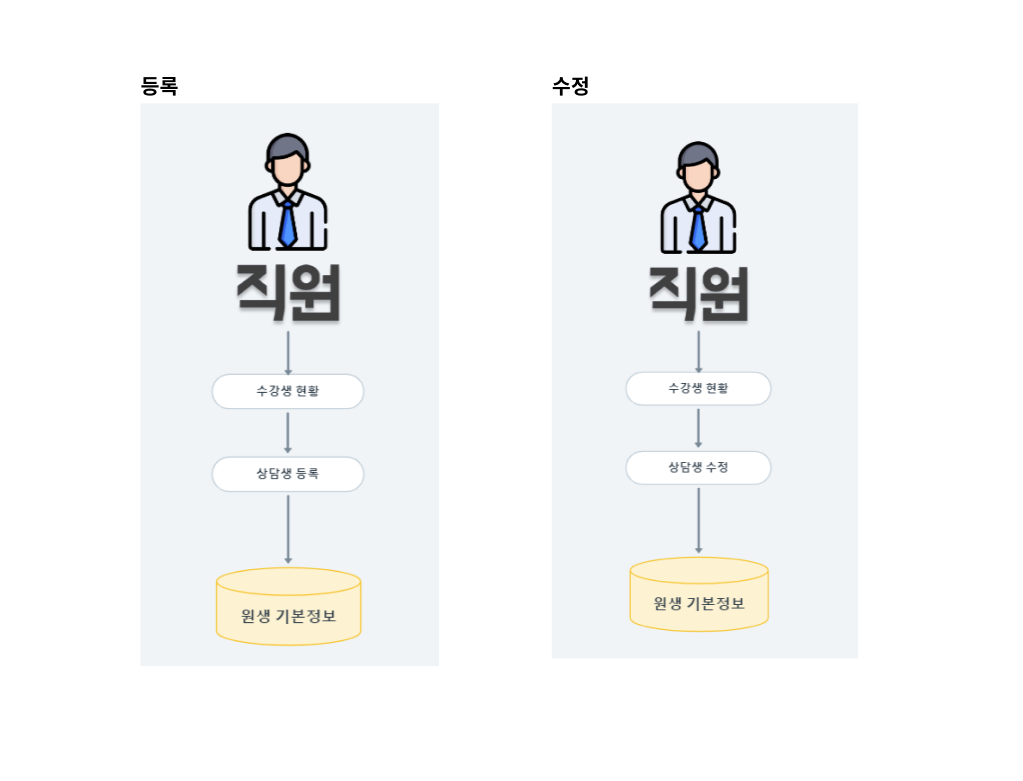 등록
직원
수강생 현황
상담생 등록
원생 기본정보
수정
직원
수강생 현황
상담생 수정
원생 기본정보